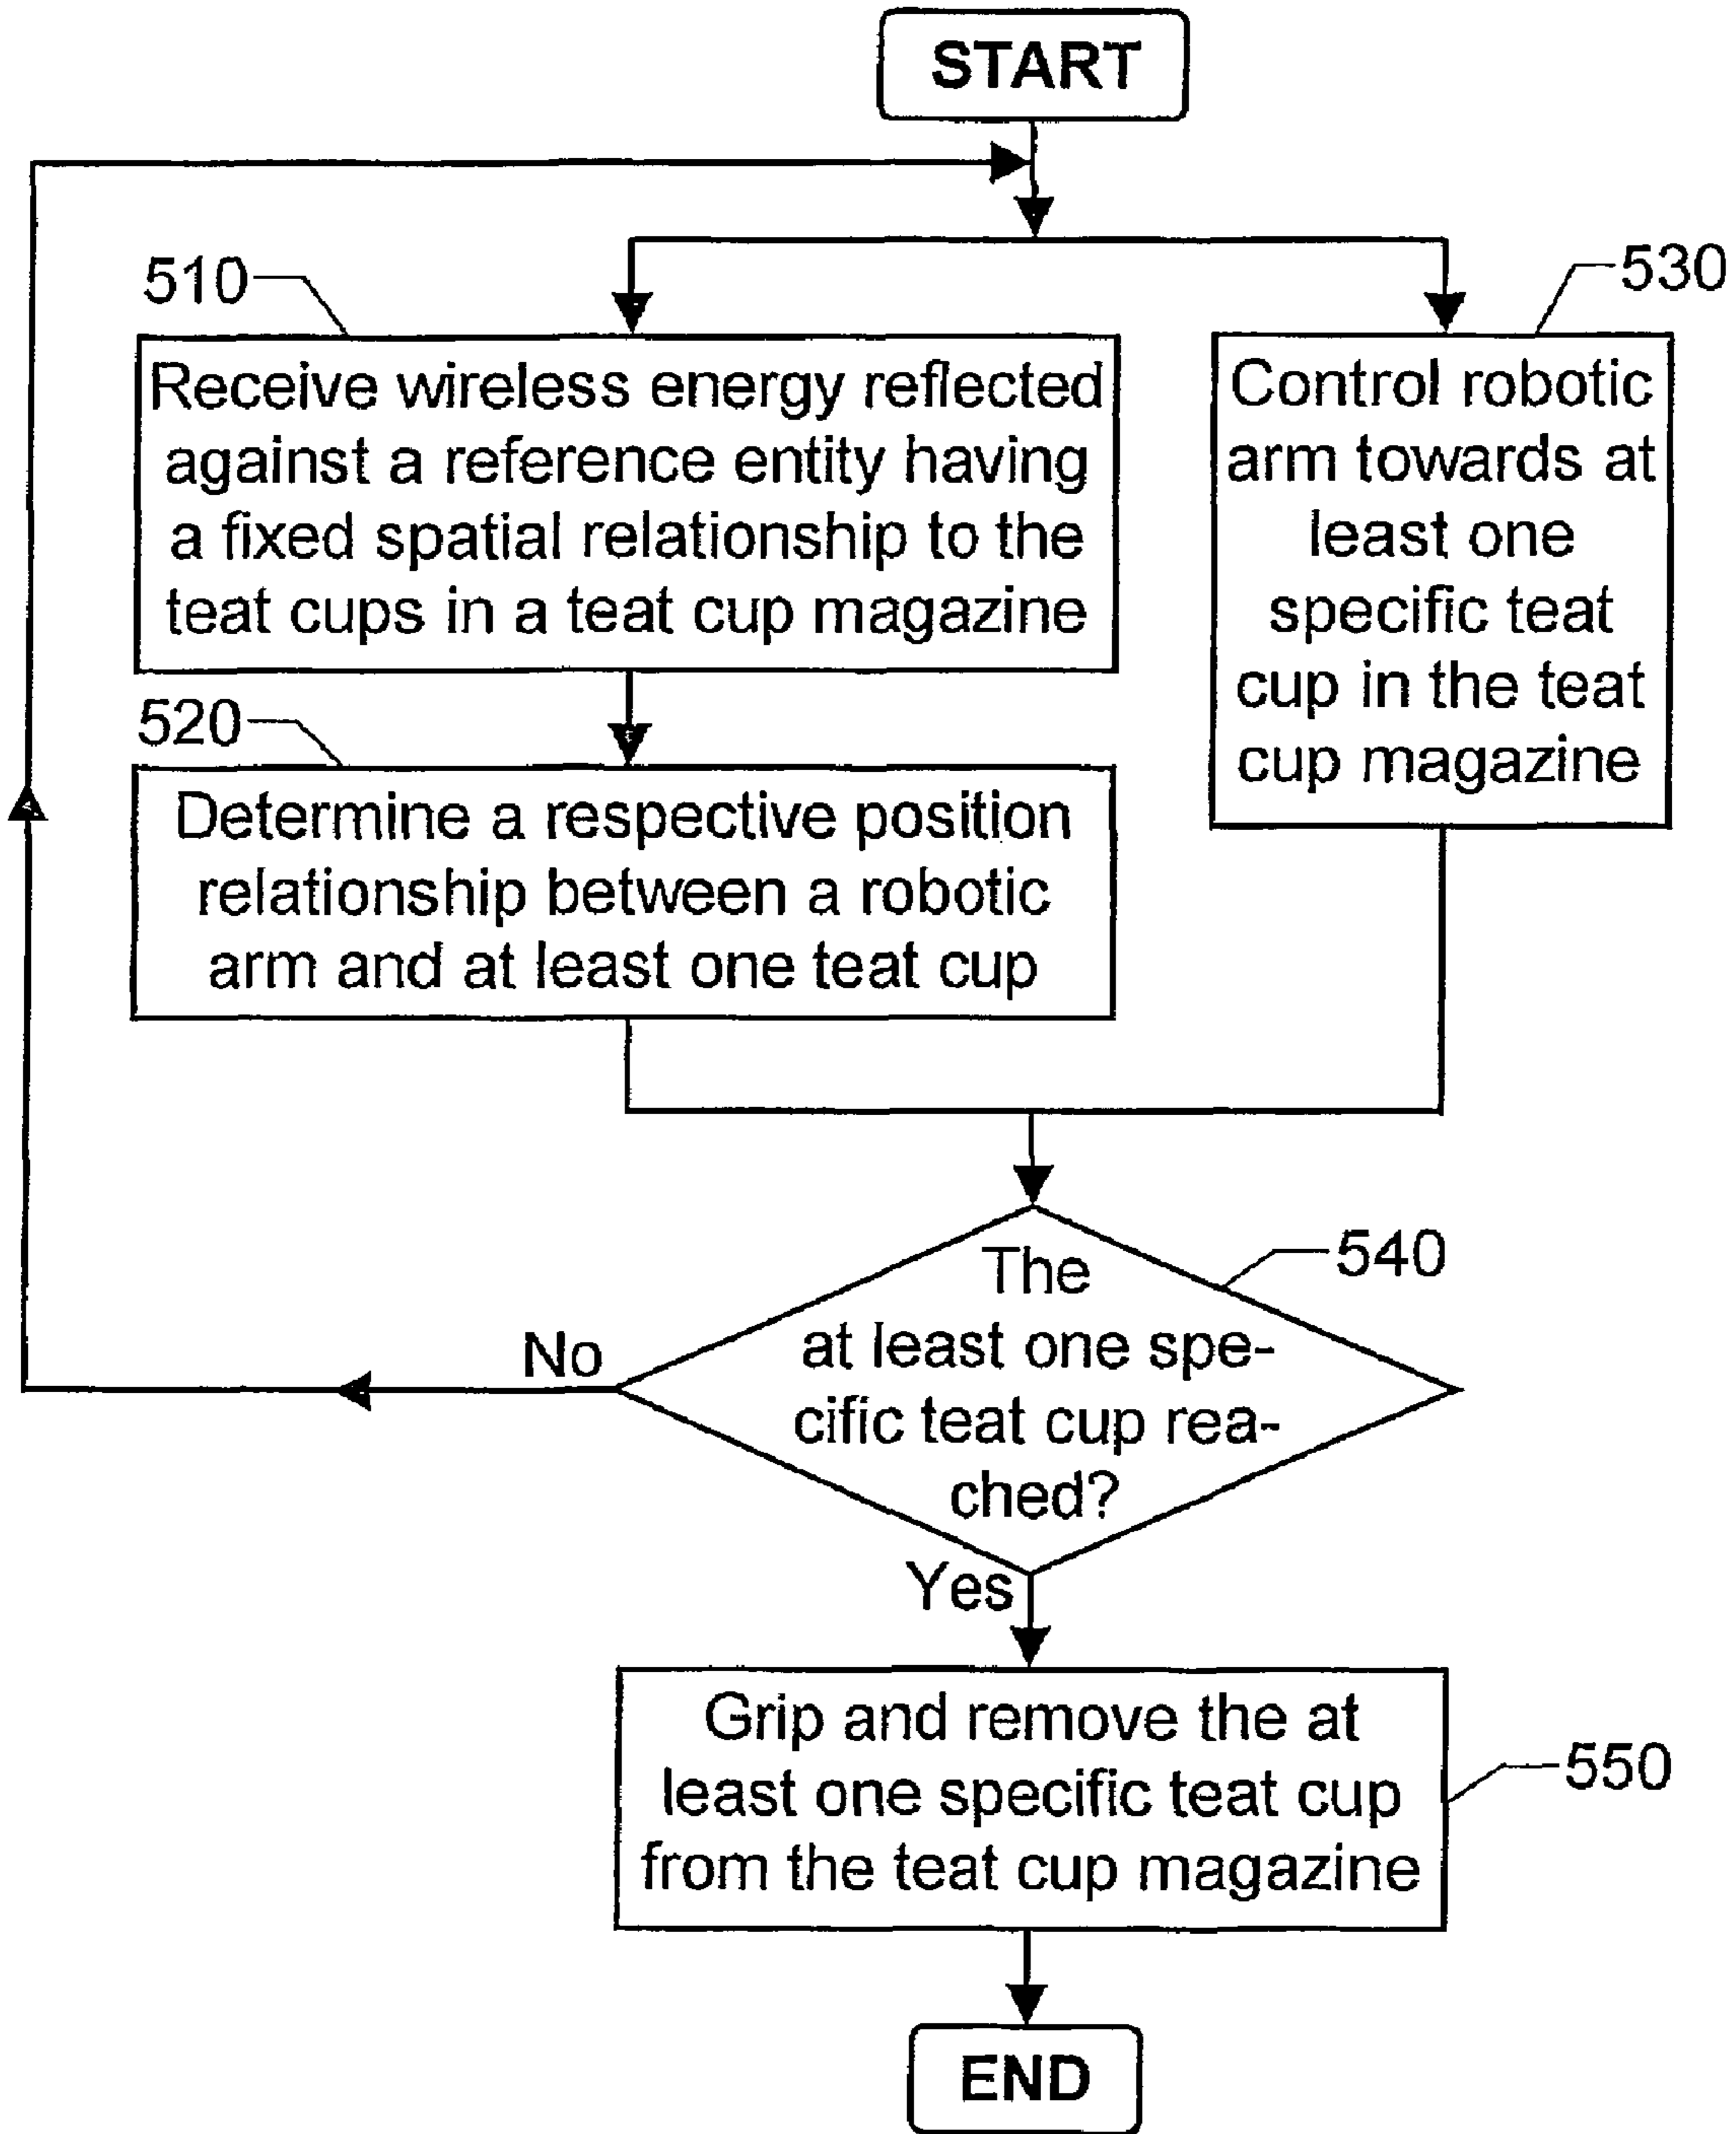 START
510
Receive wireless energy reflected
against a reference entity having
a fixed spatial relationship to the
teat cups in a teat cup magazine
530
Control robotic
arm towards at
least one
specific teat
cup in the teat
cup magazine
520
Determine a respective position
relationship between a robotic
arm and at least one teat cup
540
The
at least one spe-
cific teat cup rea-
ched?
No
Yes
550
Grip and remove the at
least one specific teat cup
from the teat cup magazine
END